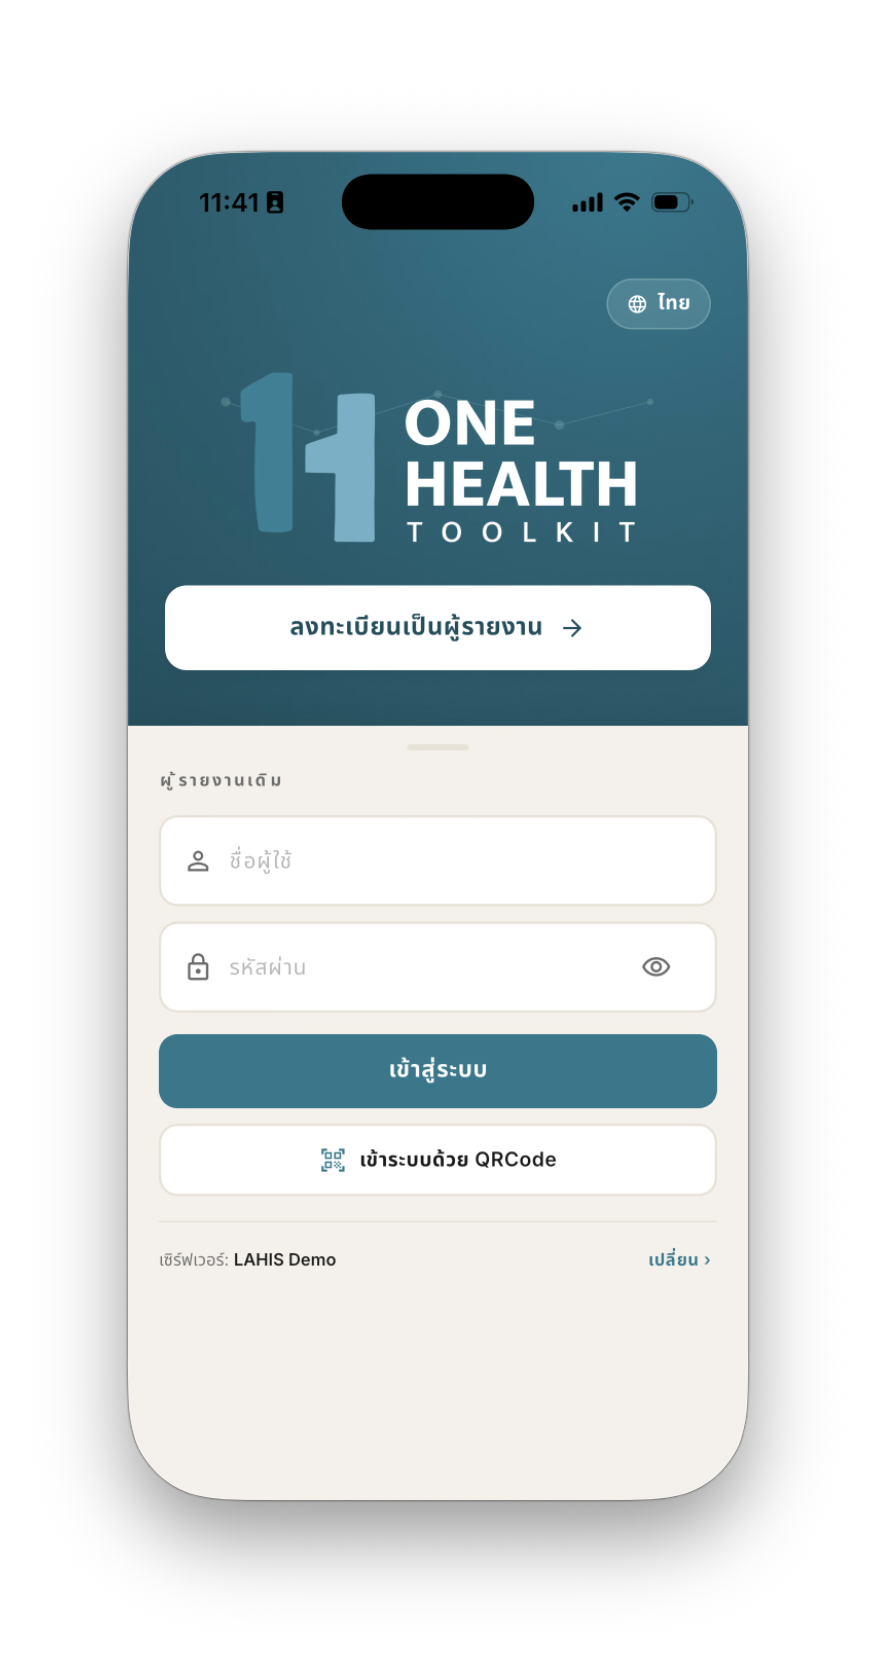 11:41
ไทย
ONE
HEALTH
TOOLKIT
ลงทะเบียนเป็นผู้รายงาน →
ผู้รายงานเดิม
ชื่อผู้ใช้
รหัสผ่าน
เข้าสู่ระบบ
เข้าระบบด้วย QRCode
เซิร์ฟเวอร์: LAHIS Demo
เปลี่ยน ›